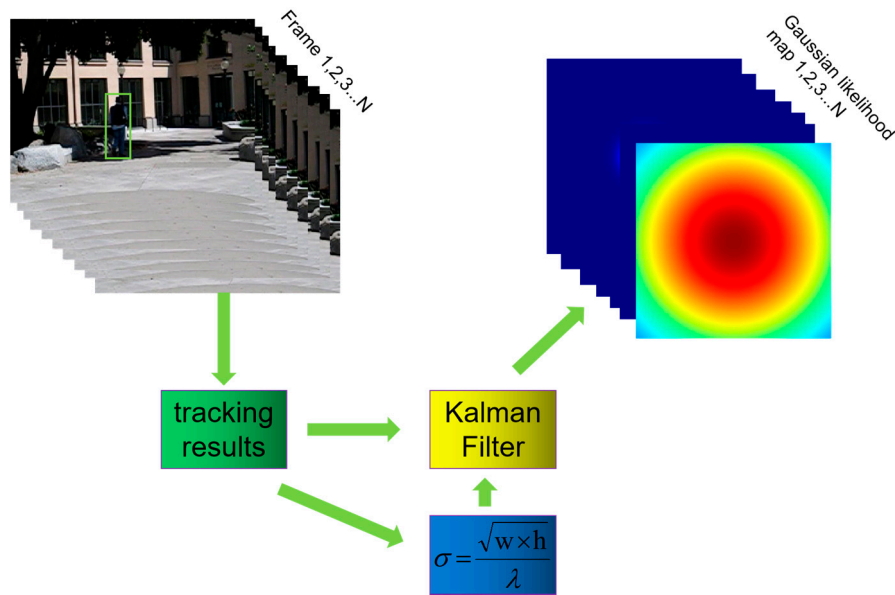 Frame 1,2,3...N
Gaussian likelihood
map 1,2,3...N
tracking
results
Kalman
Filter
σ = √(w×h) / λ